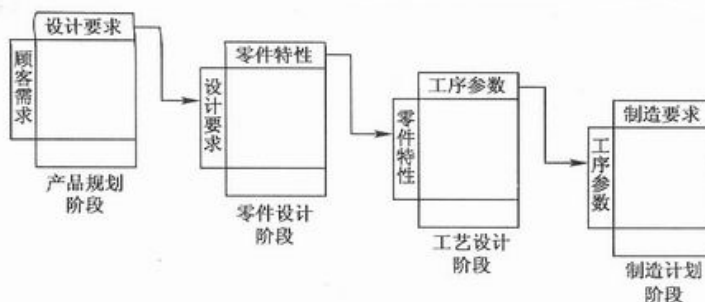 设计要求
顾客需求
产品规划
阶段
零件特性
设计要求
零件设计
阶段
工序参数
零件特性
工艺设计
阶段
制造要求
工序参数
制造计划
阶段